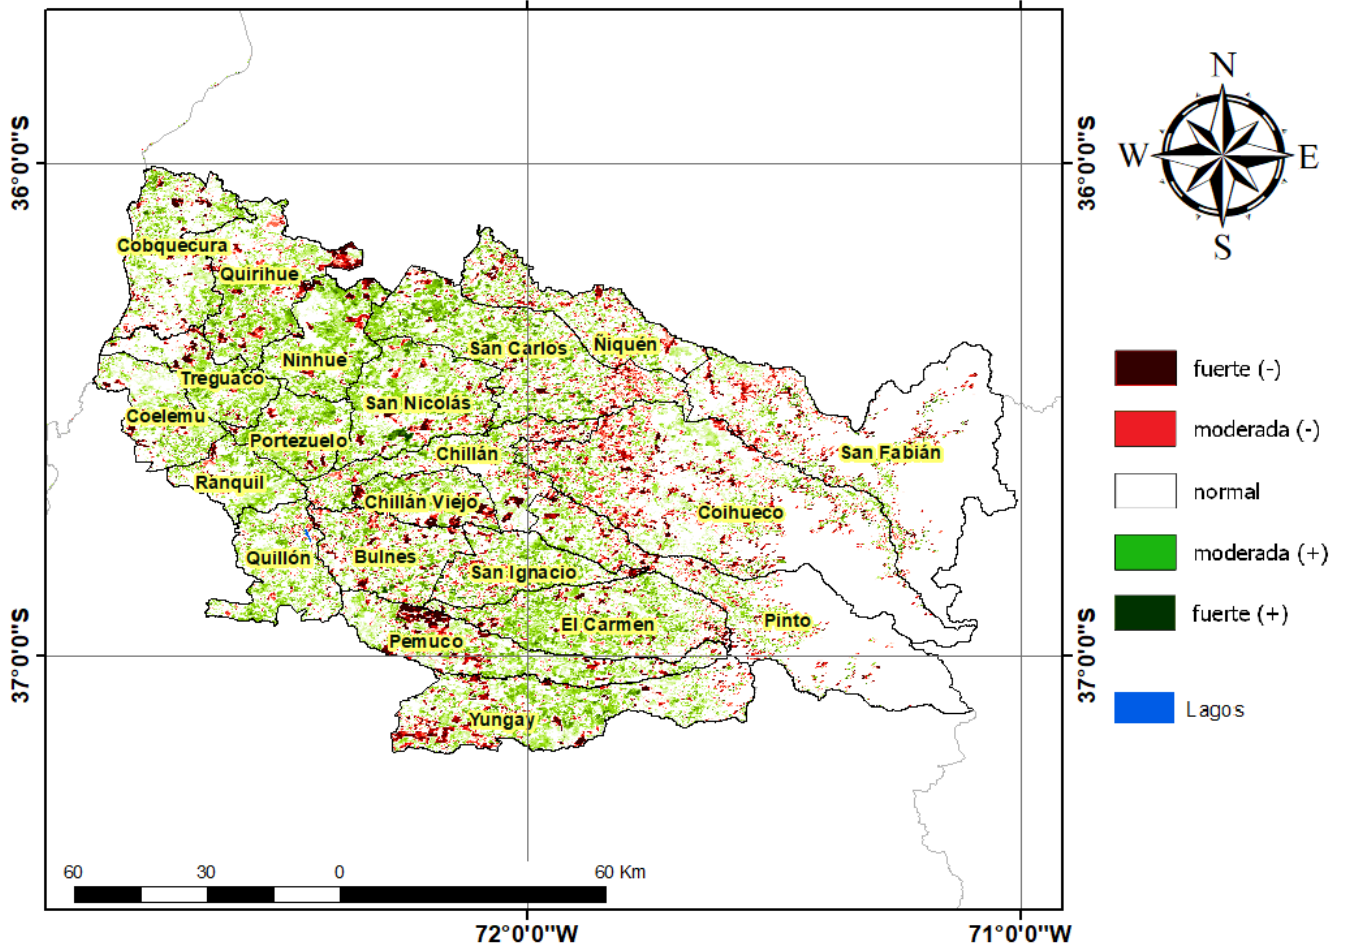 N
W
E
S
36°0'0"S
36°0'0"S
Cobquecura
Quirihue
San Carlos
Niquén
Ninhue
Treguaco
San Nicolás
Coelemu
Portezuelo
Chillán
San Fabián
Ranquil
Chillán Viejo
Coihueco
Quillón
Bulnes
San Ignacio
El Carmen
Pinto
Pemuco
Yungay
37°0'0"S
37°0'0"S
fuerte (-)
moderada (-)
normal
moderada (+)
fuerte (+)
Lagos
60 30 0 60 Km
72°0'0"W
71°0'0"W